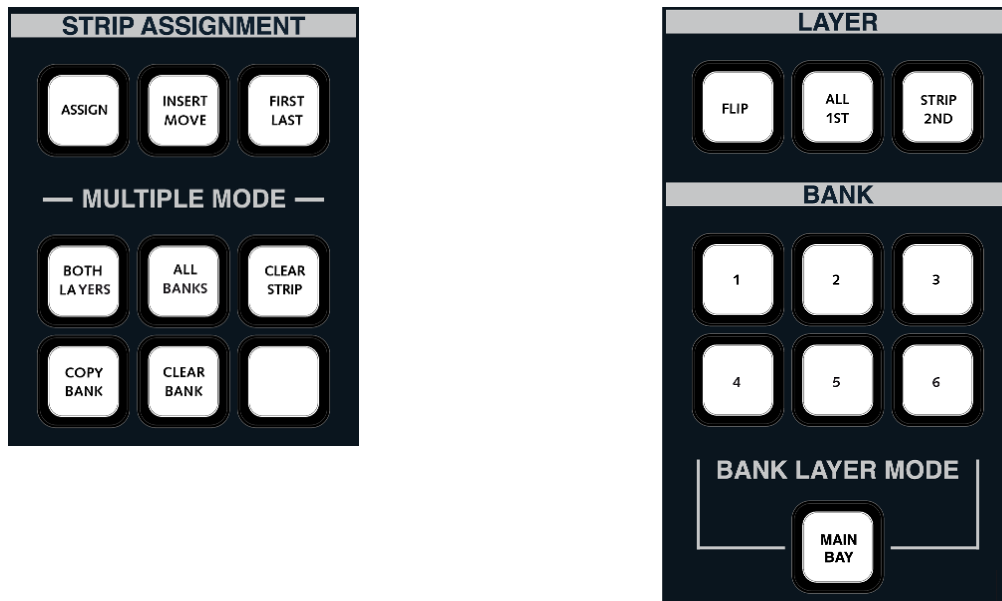 STRIP ASSIGNMENT
ASSIGN
INSERT
MOVE
FIRST
LAST
MULTIPLE MODE
BOTH
LAYERS
ALL
BANKS
CLEAR
STRIP
COPY
BANK
CLEAR
BANK
LAYER
FLIP
ALL
1ST
STRIP
2ND
BANK
1
2
3
4
5
6
BANK LAYER MODE
MAIN
BAY